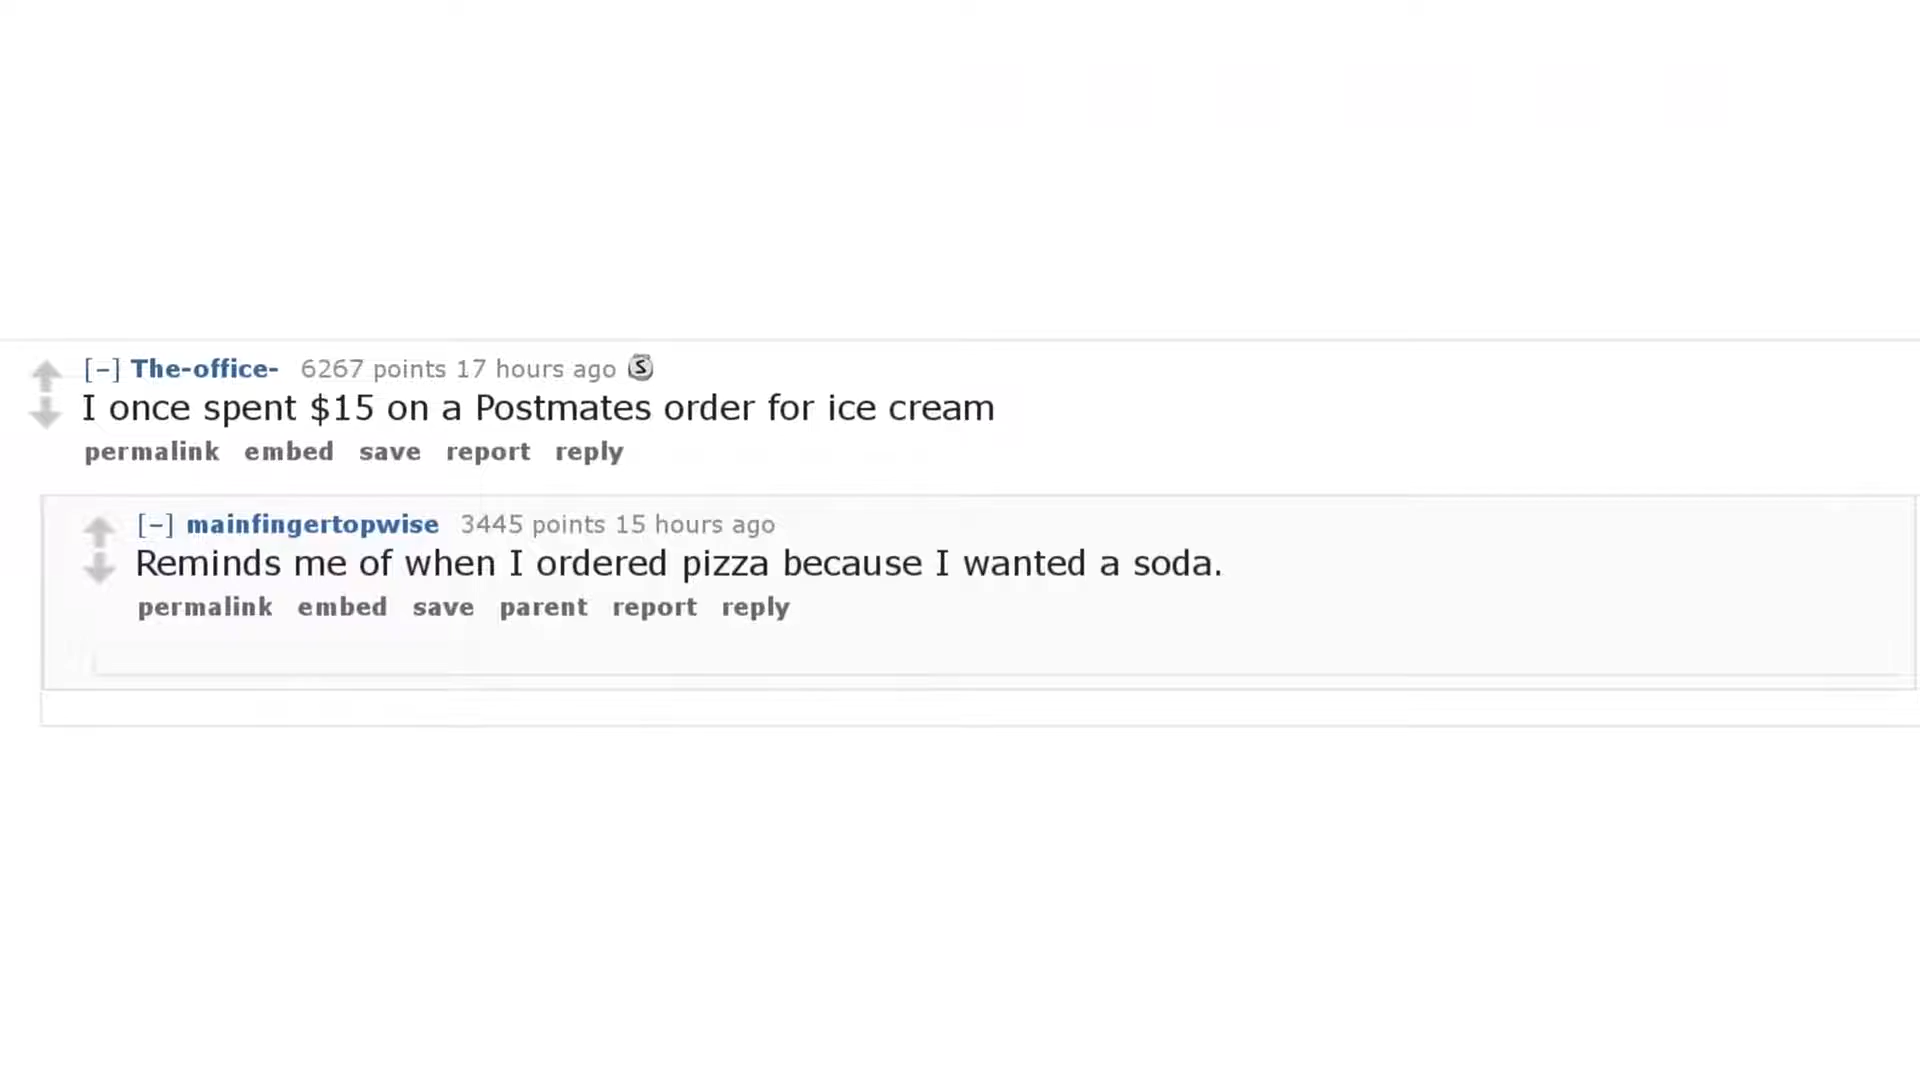 [–] The-office- 6267 points 17 hours ago S
I once spent $15 on a Postmates order for ice cream
permalink embed save report reply
[–] mainfingertopwise 3445 points 15 hours ago
Reminds me of when I ordered pizza because I wanted a soda.
permalink embed save parent report reply